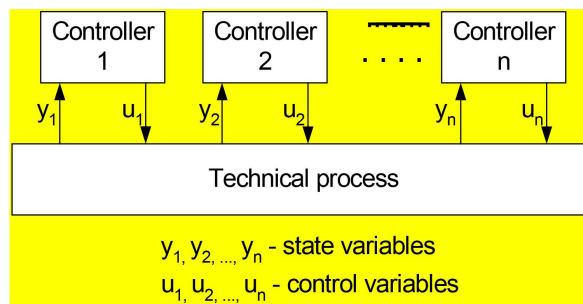 Controller
1
Controller
2
. . . .
Controller
n
y1
u1
y2
u2
yn
un
Technical process
y1, y2, ..., yn - state variables
u1, u2, ..., un - control variables